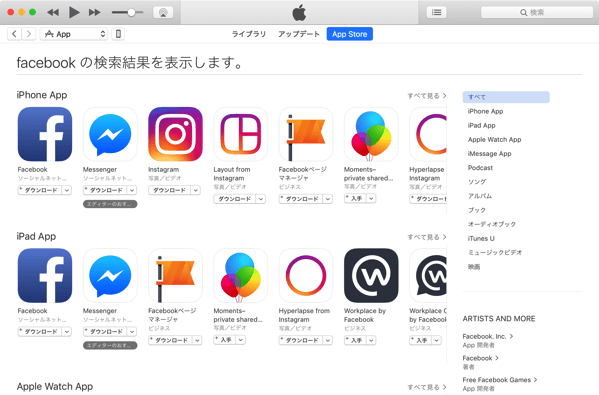 検索
App
ライブラリ
アップデート
App Store
facebook の検索結果を表示します。
iPhone App
すべて見る >
Facebook
ソーシャルネット...
ダウンロード
Messenger
ソーシャルネット...
ダウンロード
エディターのおす...
Instagram
写真／ビデオ
ダウンロード
Layout from
Instagram
写真／ビデオ
ダウンロード
Facebookページ
マネージャ
ビジネス
ダウンロード
Moments–
private shared...
写真／ビデオ
入手
Hyperlapse from
Instagram
写真／ビデオ
ダウンロー
iPad App
すべて見る >
Facebook
ソーシャルネット...
ダウンロード
Messenger
ソーシャルネット...
ダウンロード
エディターのおす...
Facebookページ
マネージャ
ビジネス
ダウンロード
Moments–
private shared...
写真／ビデオ
入手
Hyperlapse from
Instagram
写真／ビデオ
ダウンロード
Workplace by
Facebook
ビジネス
入手
Workplace C
by Facebook
ビジネス
入手
Apple Watch App
すべて見る >
すべて
iPhone App
iPad App
Apple Watch App
iMessage App
Podcast
ソング
アルバム
ブック
オーディオブック
iTunes U
ミュージックビデオ
映画
ARTISTS AND MORE
Facebook, Inc. >
App 開発者
Facebook >
著者
Free Facebook Games >
App 開発者